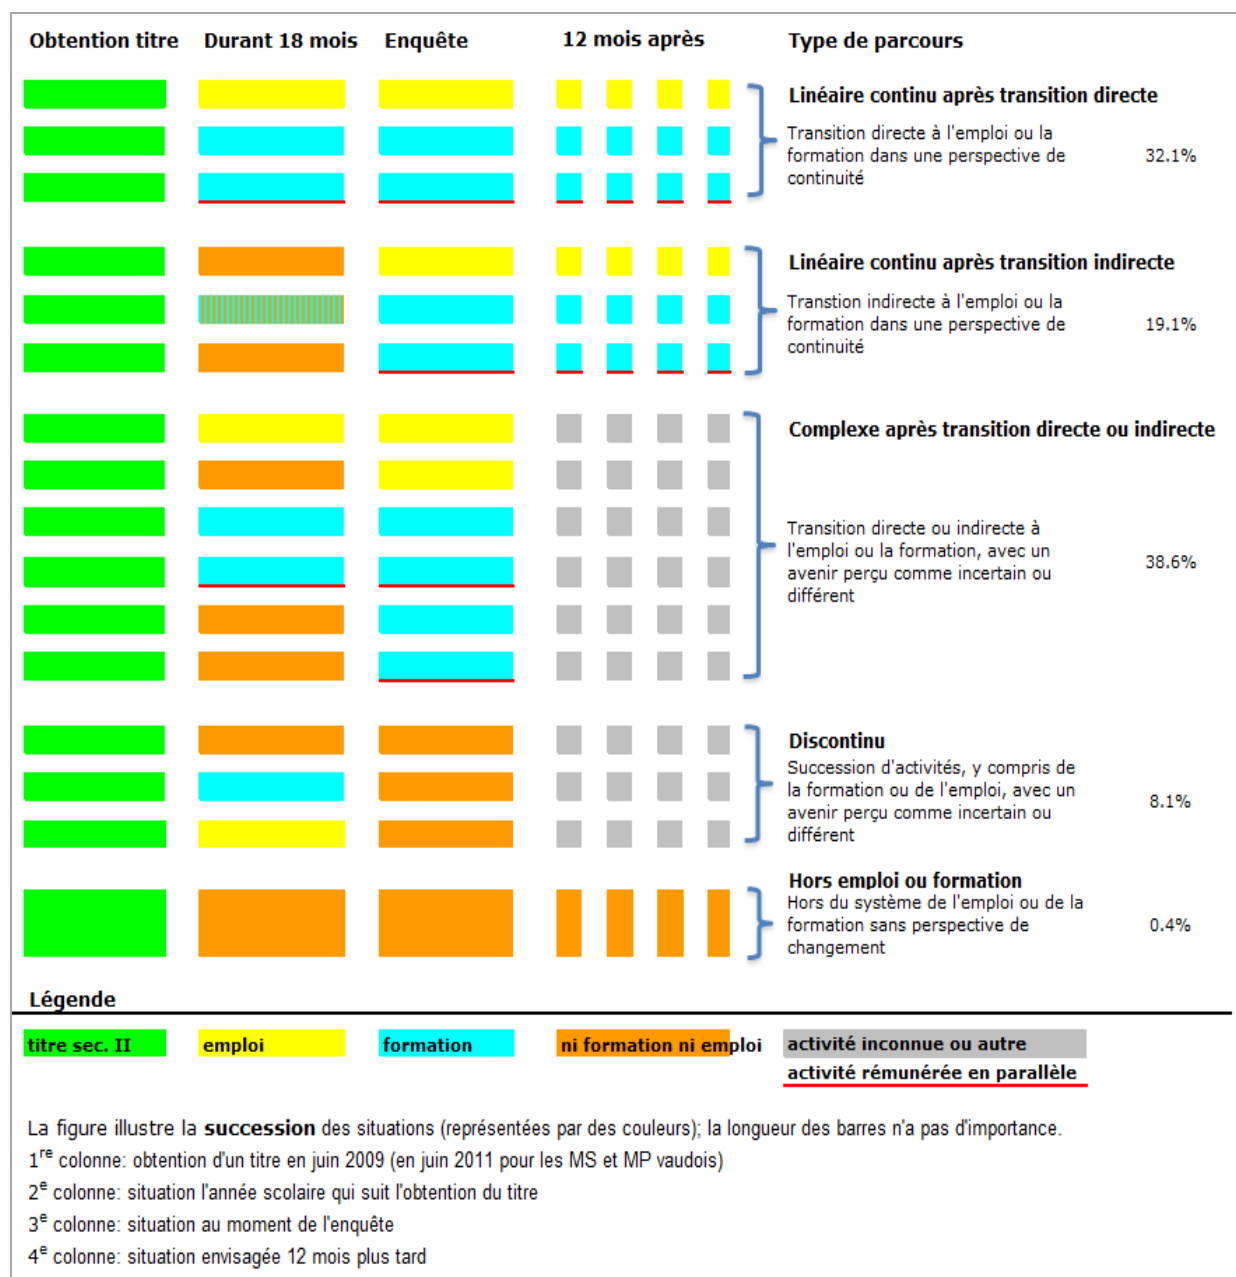 Obtention titre Durant 18 mois Enquête 12 mois après Type de parcours
Linéaire continu après transition directe
Transition directe à l'emploi ou la
formation dans une perspective de
continuité
32.1%
Linéaire continu après transition indirecte
Transtion indirecte à l'emploi ou la
formation dans une perspective de
continuité
19.1%
Complexe après transition directe ou indirecte
Transition directe ou indirecte à
l'emploi ou la formation, avec un
avenir perçu comme incertain ou
différent
38.6%
Discontinu
Succession d'activités, y compris de
la formation ou de l'emploi, avec un
avenir perçu comme incertain ou
différent
8.1%
Hors emploi ou formation
Hors du système de l'emploi ou de la
formation sans perspective de
changement
0.4%
Légende
titre sec. II emploi formation ni formation ni emploi activité inconnue ou autre
activité rémunérée en parallèle
La figure illustre la succession des situations (représentées par des couleurs); la longueur des barres n'a pas d'importance.
1re colonne: obtention d'un titre en juin 2009 (en juin 2011 pour les MS et MP vaudois)
2e colonne: situation l'année scolaire qui suit l'obtention du titre
3e colonne: situation au moment de l'enquête
4e colonne: situation envisagée 12 mois plus tard